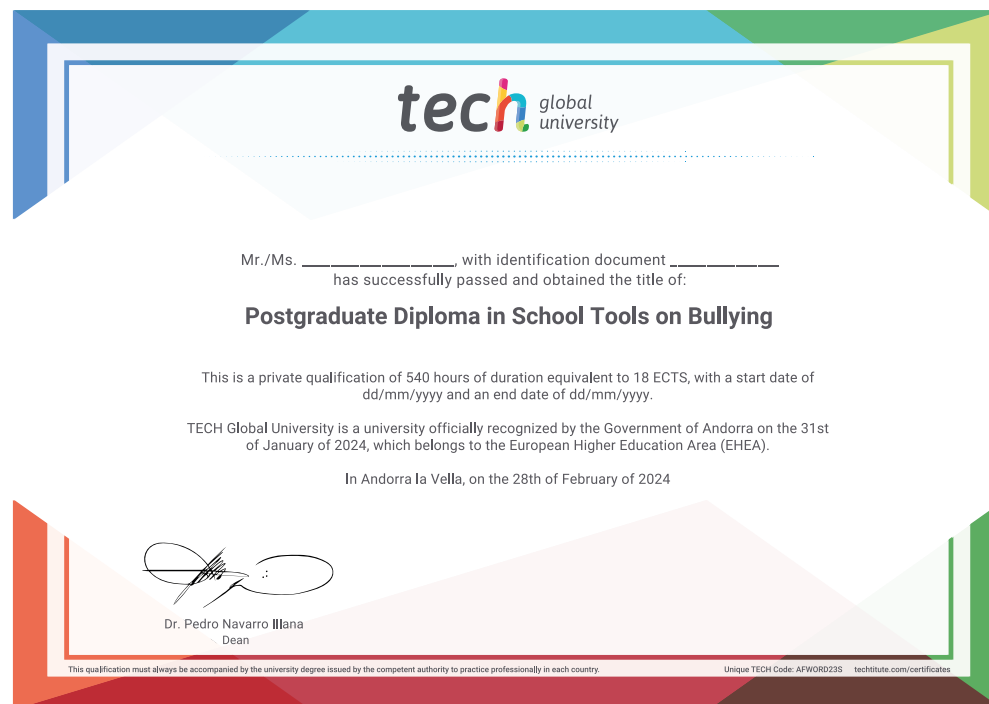 tech global university
Mr./Ms. __________________, with identification document ____________
has successfully passed and obtained the title of:
Postgraduate Diploma in School Tools on Bullying
This is a private qualification of 540 hours of duration equivalent to 18 ECTS, with a start date of
dd/mm/yyyy and an end date of dd/mm/yyyy.
TECH Global University is a university officially recognized by the Government of Andorra on the 31st
of January of 2024, which belongs to the European Higher Education Area (EHEA).
In Andorra la Vella, on the 28th of February of 2024
Dr. Pedro Navarro Illana
Dean
This qualification must always be accompanied by the university degree issued by the competent authority to practice professionally in each country.
Unique TECH Code: AFWORD23S techtitute.com/certificates